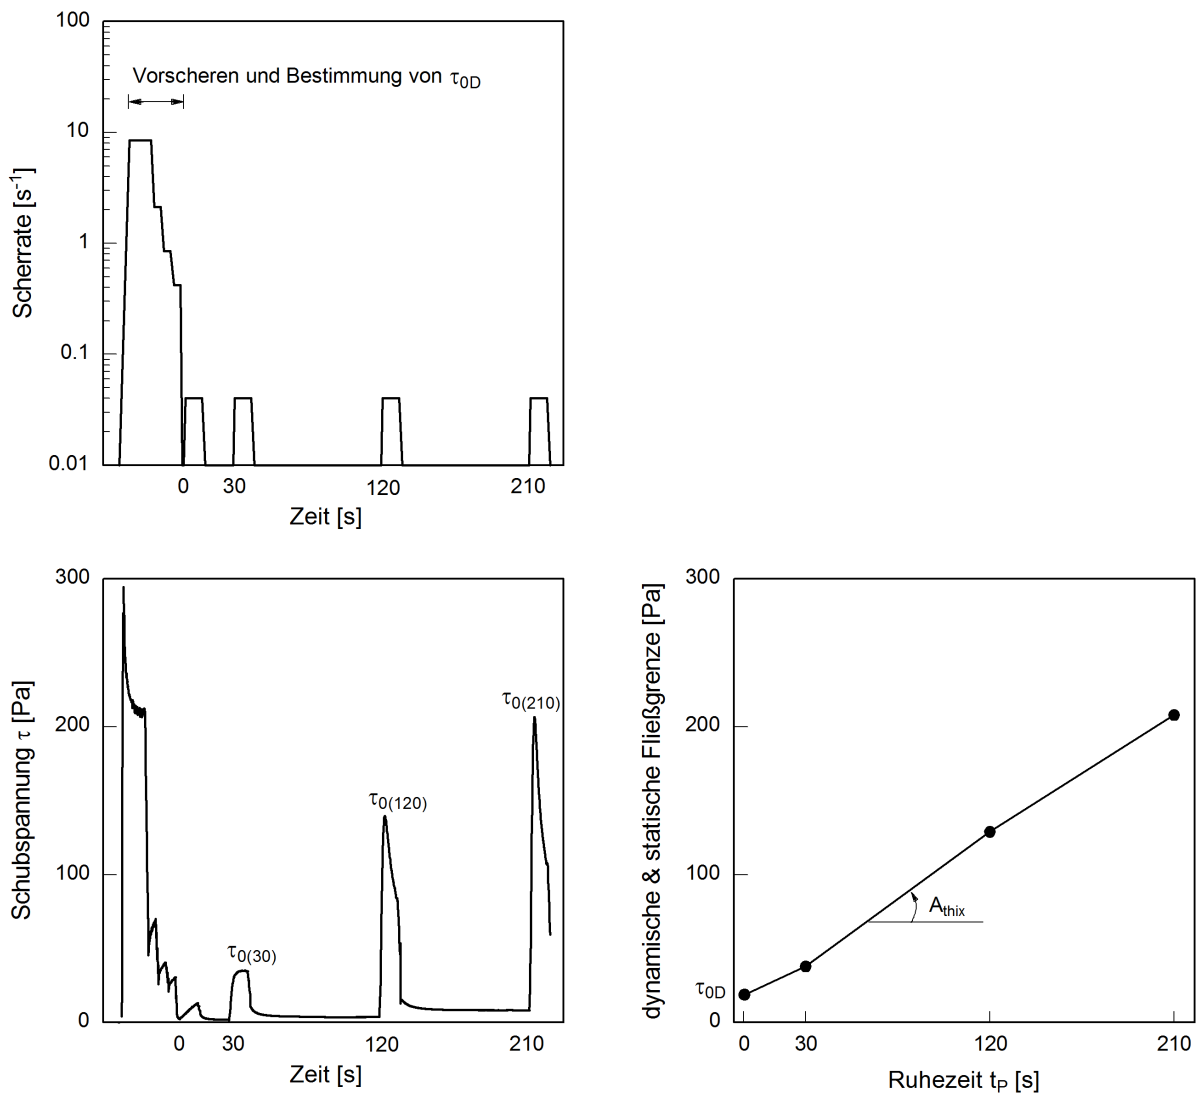 100
Vorscheren und Bestimmung von τ0D
10
1
0.1
0.01
Scherrate [s-1]
0 30 120 210
Zeit [s]
300
200
100
0
Schubspannung τ [Pa]
τ0(30)
τ0(120)
τ0(210)
0 30 120 210
Zeit [s]
300
200
100
τ0D
0
dynamische & statische Fließgrenze [Pa]
Athix
0 30 120 210
Ruhezeit tP [s]